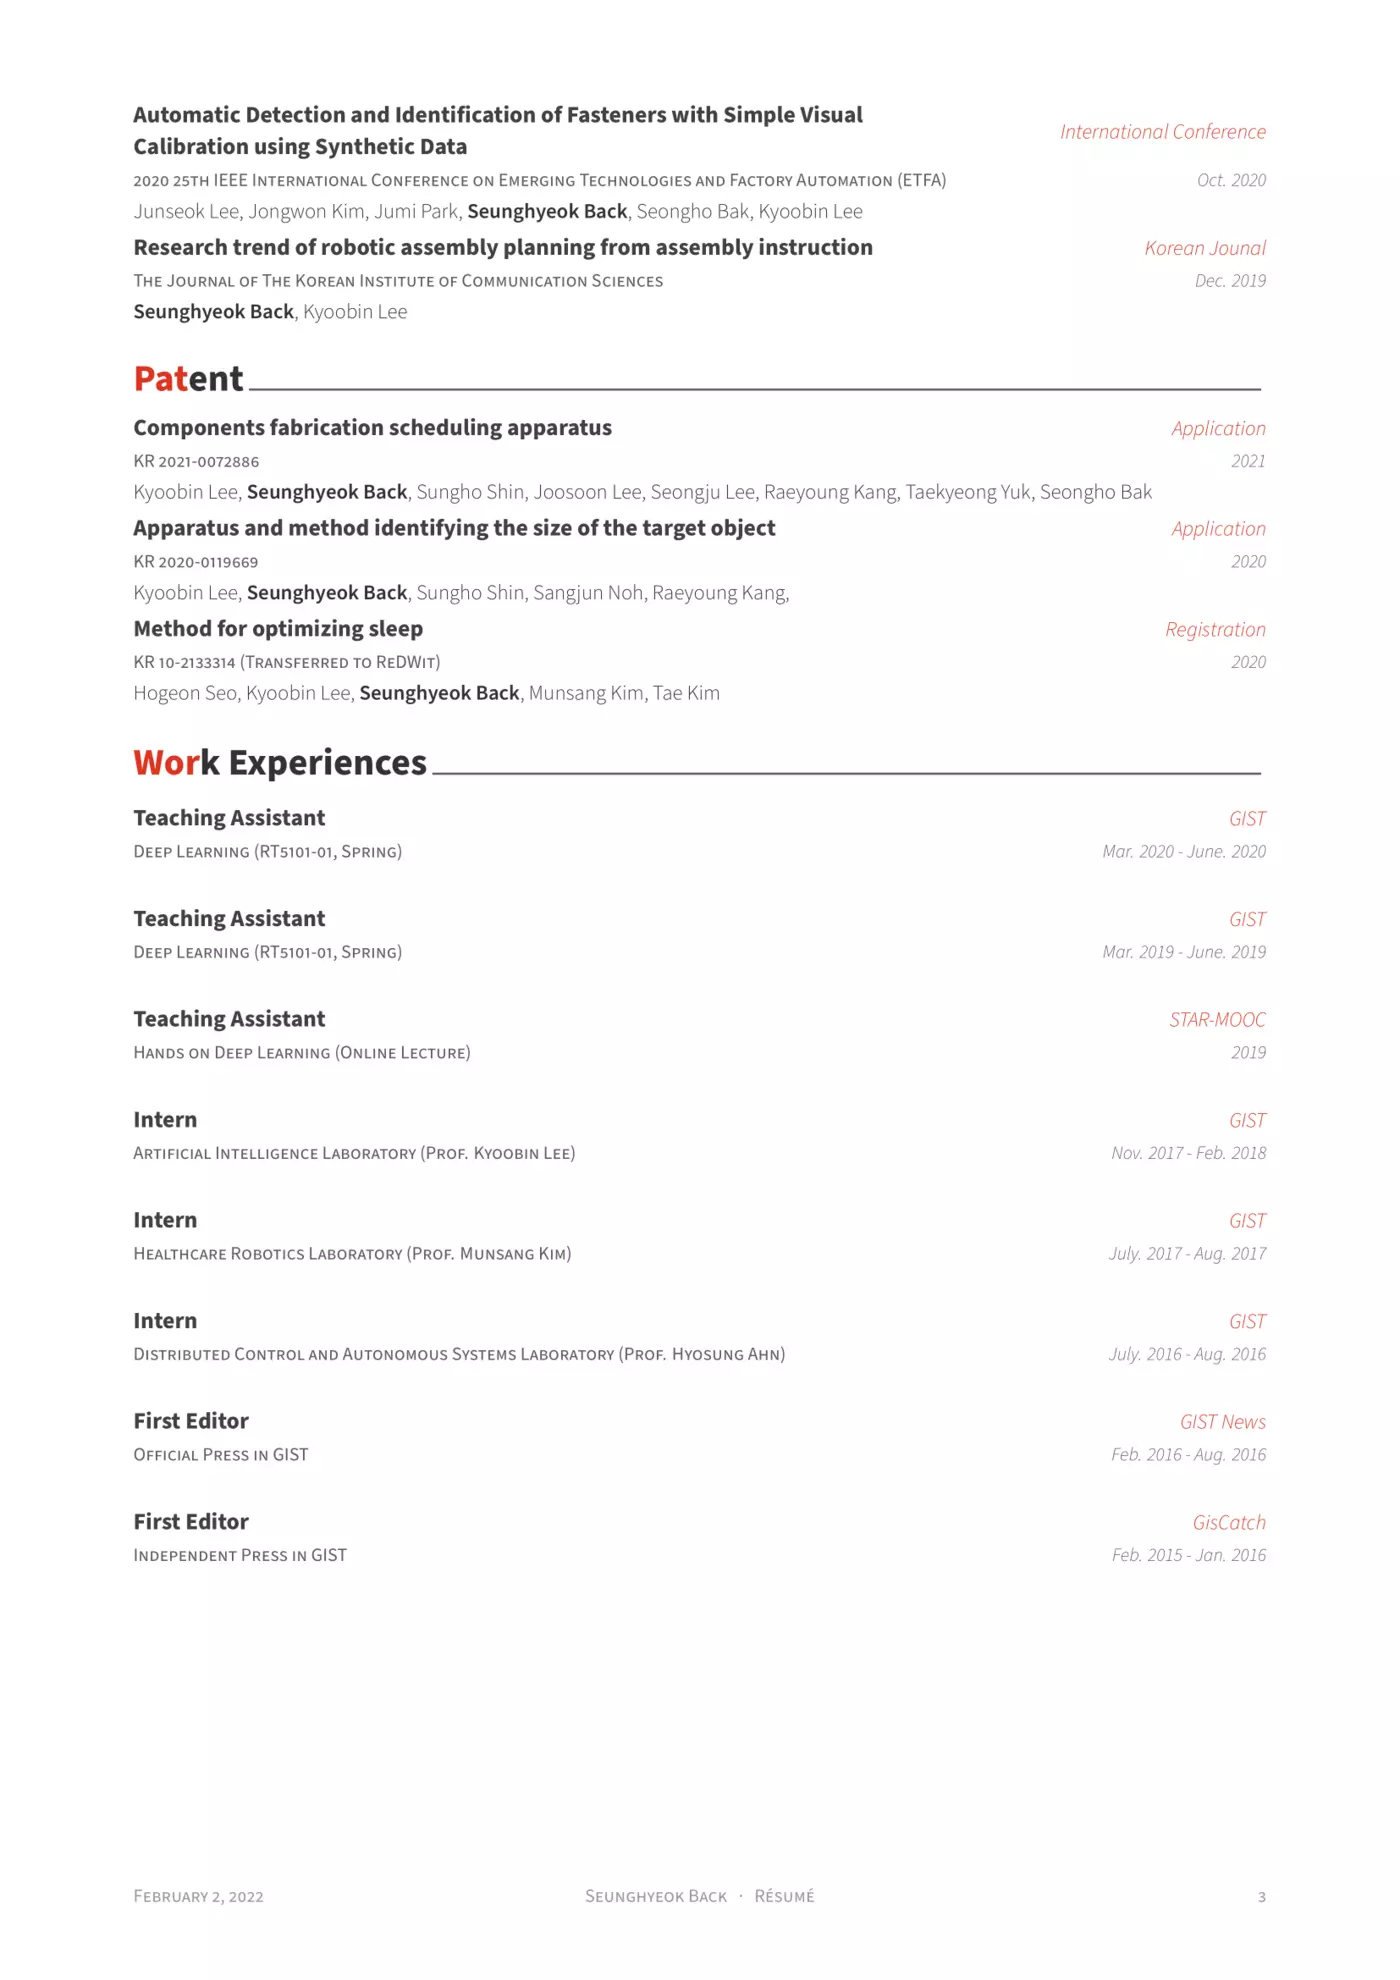 Automatic Detection and Identification of Fasteners with Simple Visual
Calibration using Synthetic Data
International Conference
2020 25th IEEE International Conference on Emerging Technologies and Factory Automation (ETFA)
Oct. 2020
Junseok Lee, Jongwon Kim, Jumi Park, Seunghyeok Back, Seongho Bak, Kyoobin Lee
Research trend of robotic assembly planning from assembly instruction
Korean Jounal
The Journal of The Korean Institute of Communication Sciences
Dec. 2019
Seunghyeok Back, Kyoobin Lee
Patent
Components fabrication scheduling apparatus
Application
KR 2021-0072886
2021
Kyoobin Lee, Seunghyeok Back, Sungho Shin, Joosoon Lee, Seongju Lee, Raeyoung Kang, Taekyeong Yuk, Seongho Bak
Apparatus and method identifying the size of the target object
Application
KR 2020-0119669
2020
Kyoobin Lee, Seunghyeok Back, Sungho Shin, Sangjun Noh, Raeyoung Kang,
Method for optimizing sleep
Registration
KR 10-2133314 (Transferred to ReDWit)
2020
Hogeon Seo, Kyoobin Lee, Seunghyeok Back, Munsang Kim, Tae Kim
Work Experiences
Teaching Assistant
GIST
Deep Learning (RT5101-01, Spring)
Mar. 2020 - June. 2020
Teaching Assistant
GIST
Deep Learning (RT5101-01, Spring)
Mar. 2019 - June. 2019
Teaching Assistant
STAR-MOOC
Hands on Deep Learning (Online Lecture)
2019
Intern
GIST
Artificial Intelligence Laboratory (Prof. Kyoobin Lee)
Nov. 2017 - Feb. 2018
Intern
GIST
Healthcare Robotics Laboratory (Prof. Munsang Kim)
July. 2017 - Aug. 2017
Intern
GIST
Distributed Control and Autonomous Systems Laboratory (Prof. Hyosung Ahn)
July. 2016 - Aug. 2016
First Editor
GIST News
Official Press in GIST
Feb. 2016 - Aug. 2016
First Editor
GisCatch
Independent Press in GIST
Feb. 2015 - Jan. 2016
February 2, 2022
Seunghyeok Back · Résumé
3